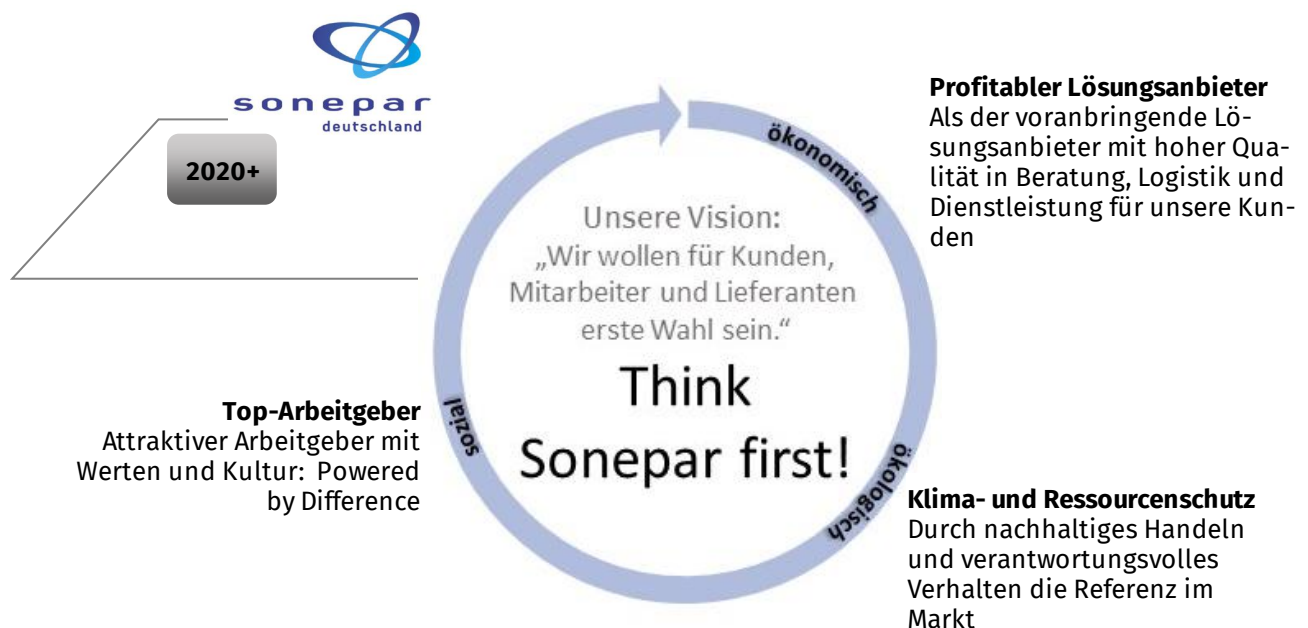 sonepar
deutschland
2020+
Profitabler Lösungsanbieter
Als der voranbringende Lö-
sungsanbieter mit hoher Qua-
lität in Beratung, Logistik und
Dienstleistung für unsere Kun-
den
ökonomisch
Unsere Vision:
„Wir wollen für Kunden,
Mitarbeiter und Lieferanten
erste Wahl sein.“
Think
Sonepar first!
sozial
Top-Arbeitgeber
Attraktiver Arbeitgeber mit
Werten und Kultur: Powered
by Difference
ökologisch
Klima- und Ressourcenschutz
Durch nachhaltiges Handeln
und verantwortungsvolles
Verhalten die Referenz im
Markt